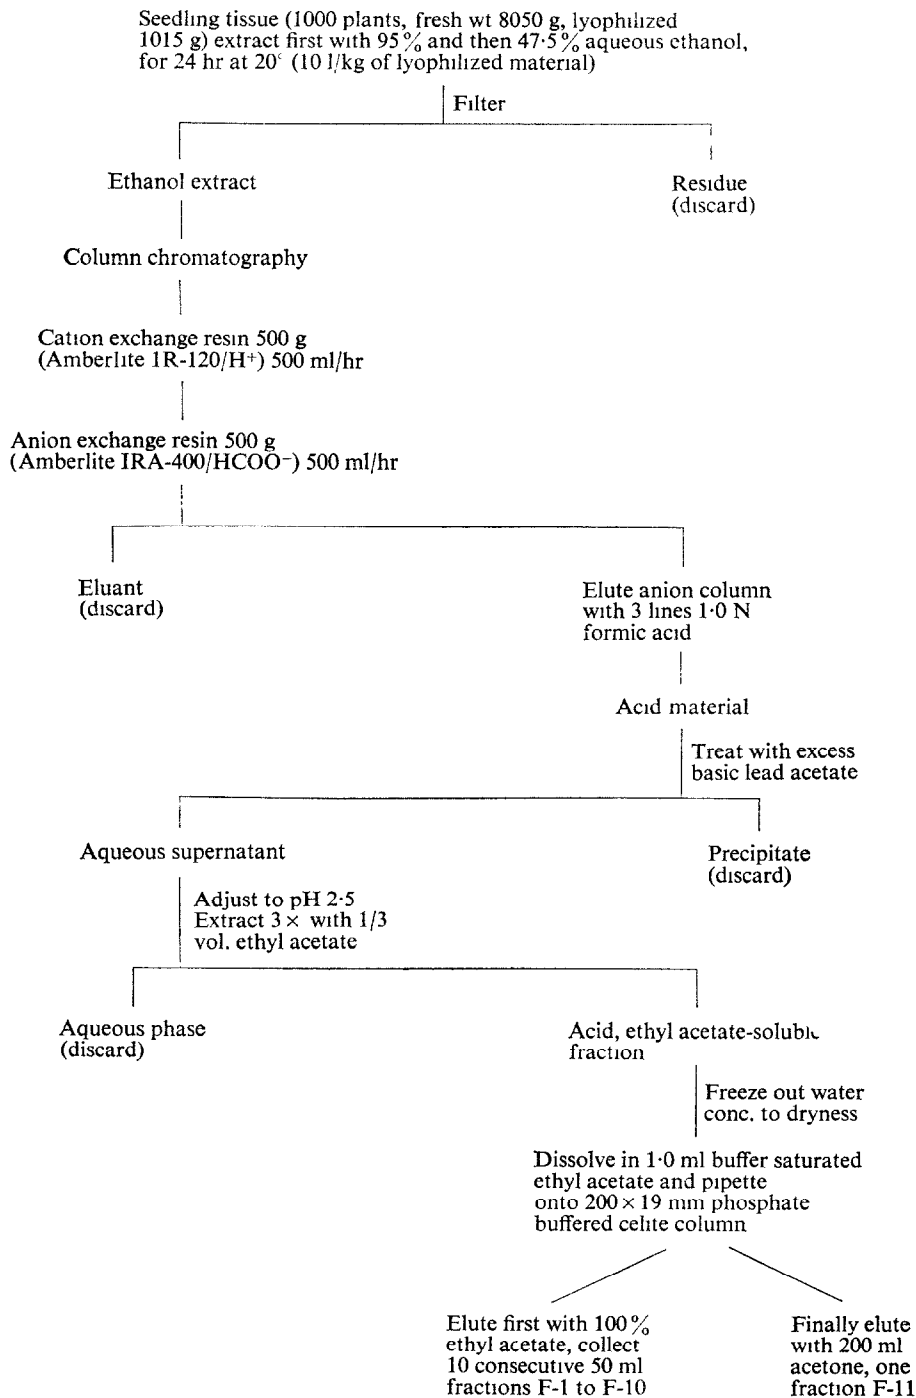 Seedling tissue (1000 plants, fresh wt 8050 g, lyophilized
1015 g) extract first with 95% and then 47·5% aqueous ethanol,
for 24 hr at 20° (10 l/kg of lyophilized material)
Filter
Ethanol extract
Residue
(discard)
Column chromatography
Cation exchange resin 500 g
(Amberlite 1R-120/H⁺) 500 ml/hr
Anion exchange resin 500 g
(Amberlite IRA-400/HCOO⁻) 500 ml/hr
Eluant
(discard)
Elute anion column
with 3 lines 1·0 N
formic acid
Acid material
Treat with excess
basic lead acetate
Aqueous supernatant
Precipitate
(discard)
Adjust to pH 2·5
Extract 3 × with 1/3
vol. ethyl acetate
Aqueous phase
(discard)
Acid, ethyl acetate-soluble
fraction
Freeze out water
conc. to dryness
Dissolve in 1·0 ml buffer saturated
ethyl acetate and pipette
onto 200 × 19 mm phosphate
buffered celite column
Elute first with 100%
ethyl acetate, collect
10 consecutive 50 ml
fractions F-1 to F-10
Finally elute
with 200 ml
acetone, one
fraction F-11